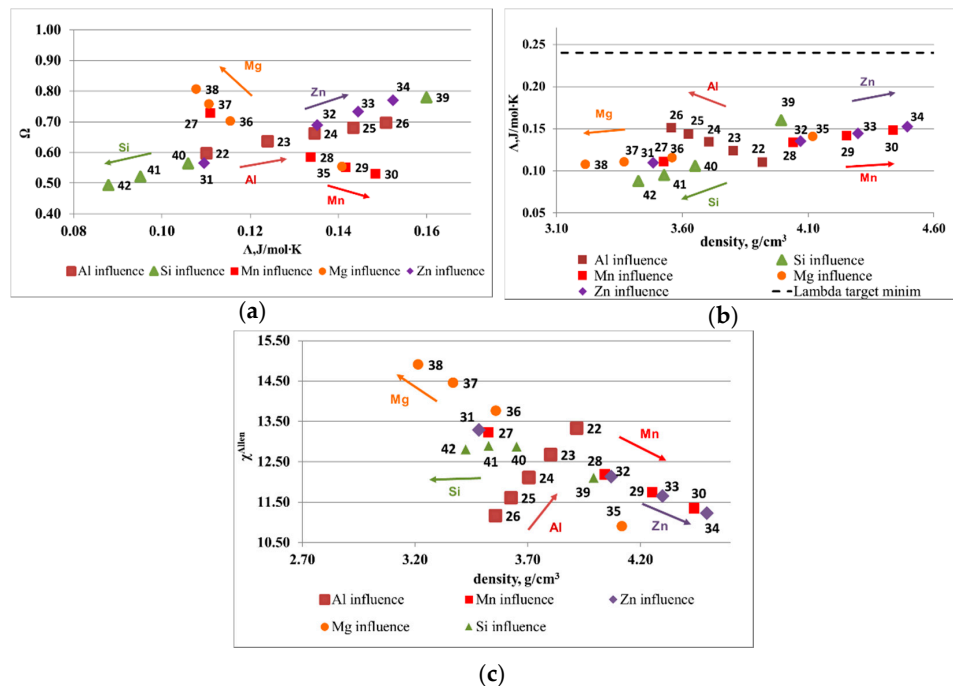 (a)
1.00
0.90
0.80
0.70
0.60
0.50
0.40
Ω
0.08
0.10
0.12
0.14
0.16
Λ,J/mol·K
Mg
38
37
36
27
Zn
34
33
32
39
26
25
24
23
22
Si
40
41
42
31
Al
28
35
29
30
Mn
Al influence
Si influence
Mn influence
Mg influence
Zn influence
(b)
0.25
0.20
0.15
0.10
0.05
Λ,J/mol·K
3.10
3.60
4.10
4.60
density, g/cm³
Al
Zn
Mg
39
34
26
25
24
23
22
32
35
33
28
29
30
38
37
31
27
36
40
41
42
Si
Mn
Al influence
Si influence
Mn influence
Mg influence
Zn influence
Lambda target minim
15.50
14.50
13.50
12.50
11.50
10.50
χAllen
2.70
3.20
3.70
4.20
density, g/cm³
38
37
Mg
36
31
27
22
Mn
42
41
40
23
28
32
Si
24
39
29
33
30
25
35
26
Al
Zn
34
Al influence
Mn influence
Zn influence
Mg influence
Si influence
(c)